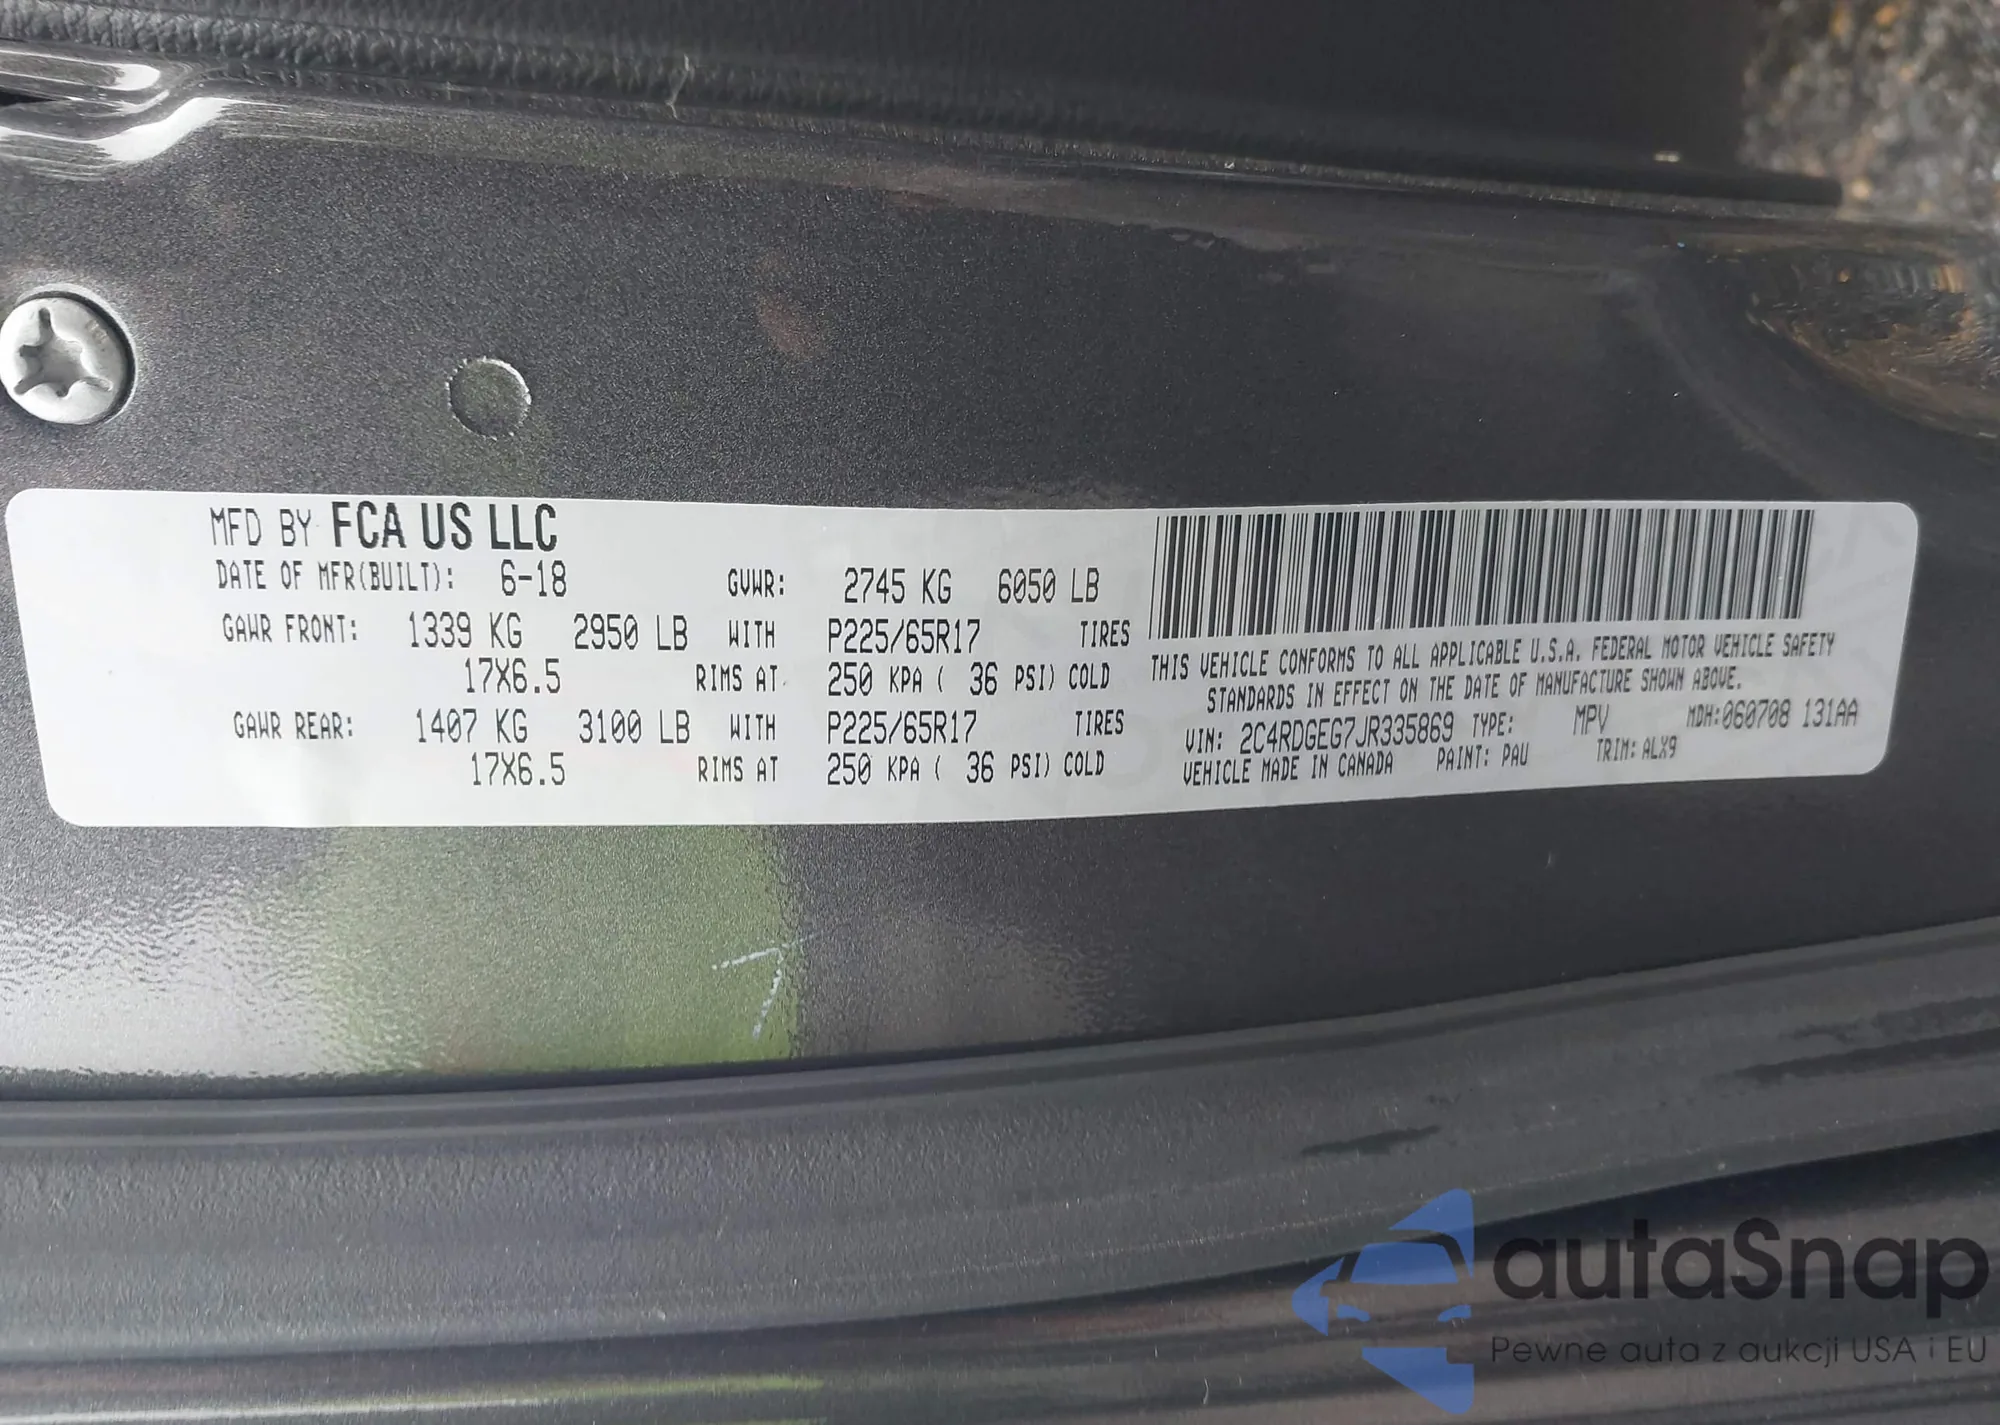 MFD BY FCA US LLC
DATE OF MFR(BUILT): 6-18 GVWR: 2745 KG 6050 LB
GAWR FRONT: 1339 KG 2950 LB WITH P225/65R17 TIRES
17X6.5 RIMS AT 250 KPA ( 36 PSI) COLD
GAWR REAR: 1407 KG 3100 LB WITH P225/65R17 TIRES
17X6.5 RIMS AT 250 KPA ( 36 PSI) COLD
THIS VEHICLE CONFORMS TO ALL APPLICABLE U.S.A. FEDERAL MOTOR VEHICLE SAFETY
STANDARDS IN EFFECT ON THE DATE OF MANUFACTURE SHOWN ABOVE.
VIN: 2C4RDGEG7JR335869 TYPE: MPV MDH:060708 131AA
VEHICLE MADE IN CANADA PAINT: PAU TRIM: ALX9
autaSnap
Pewne auta z aukcji USA i EU